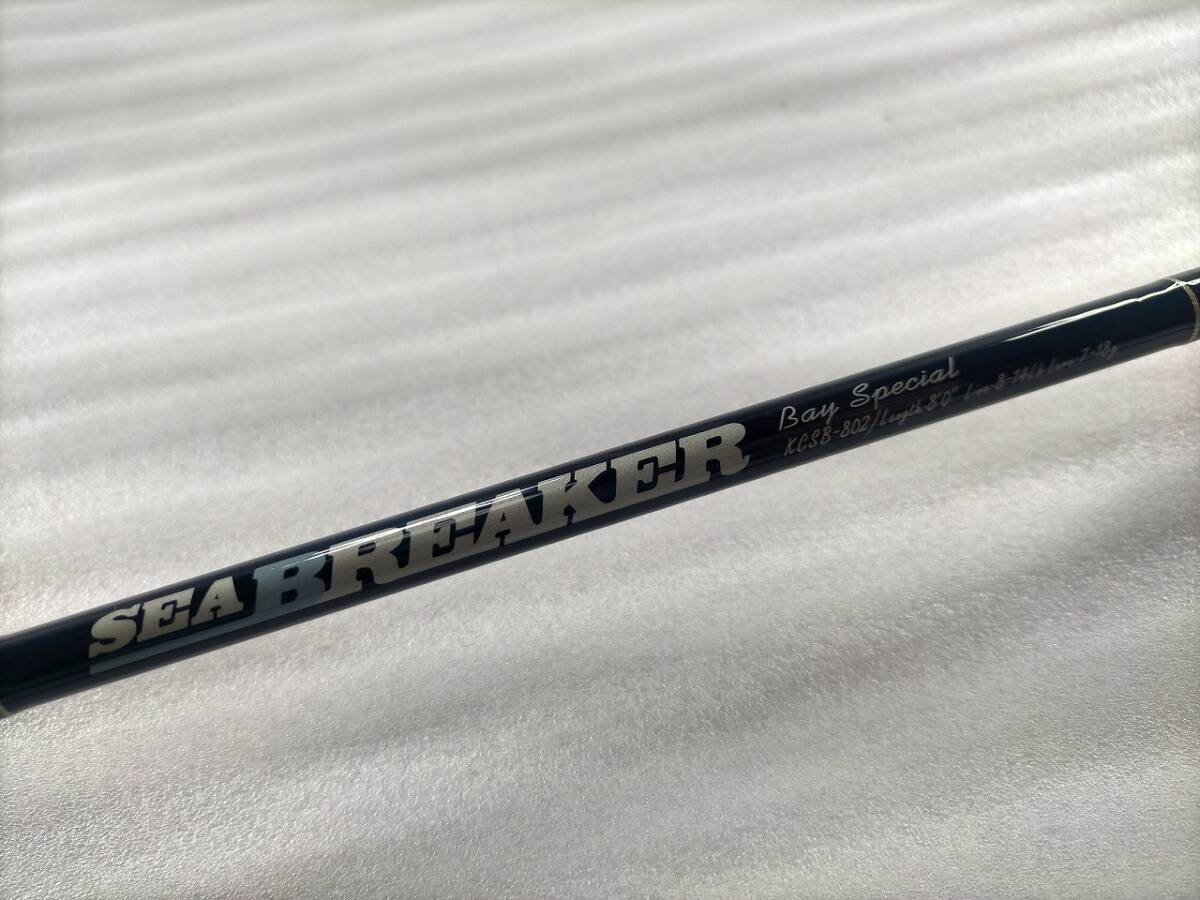 SEABREAKER
Bay Special
KCSB-802/Length 8'0" Line 8-14Lb Lure 7-18g